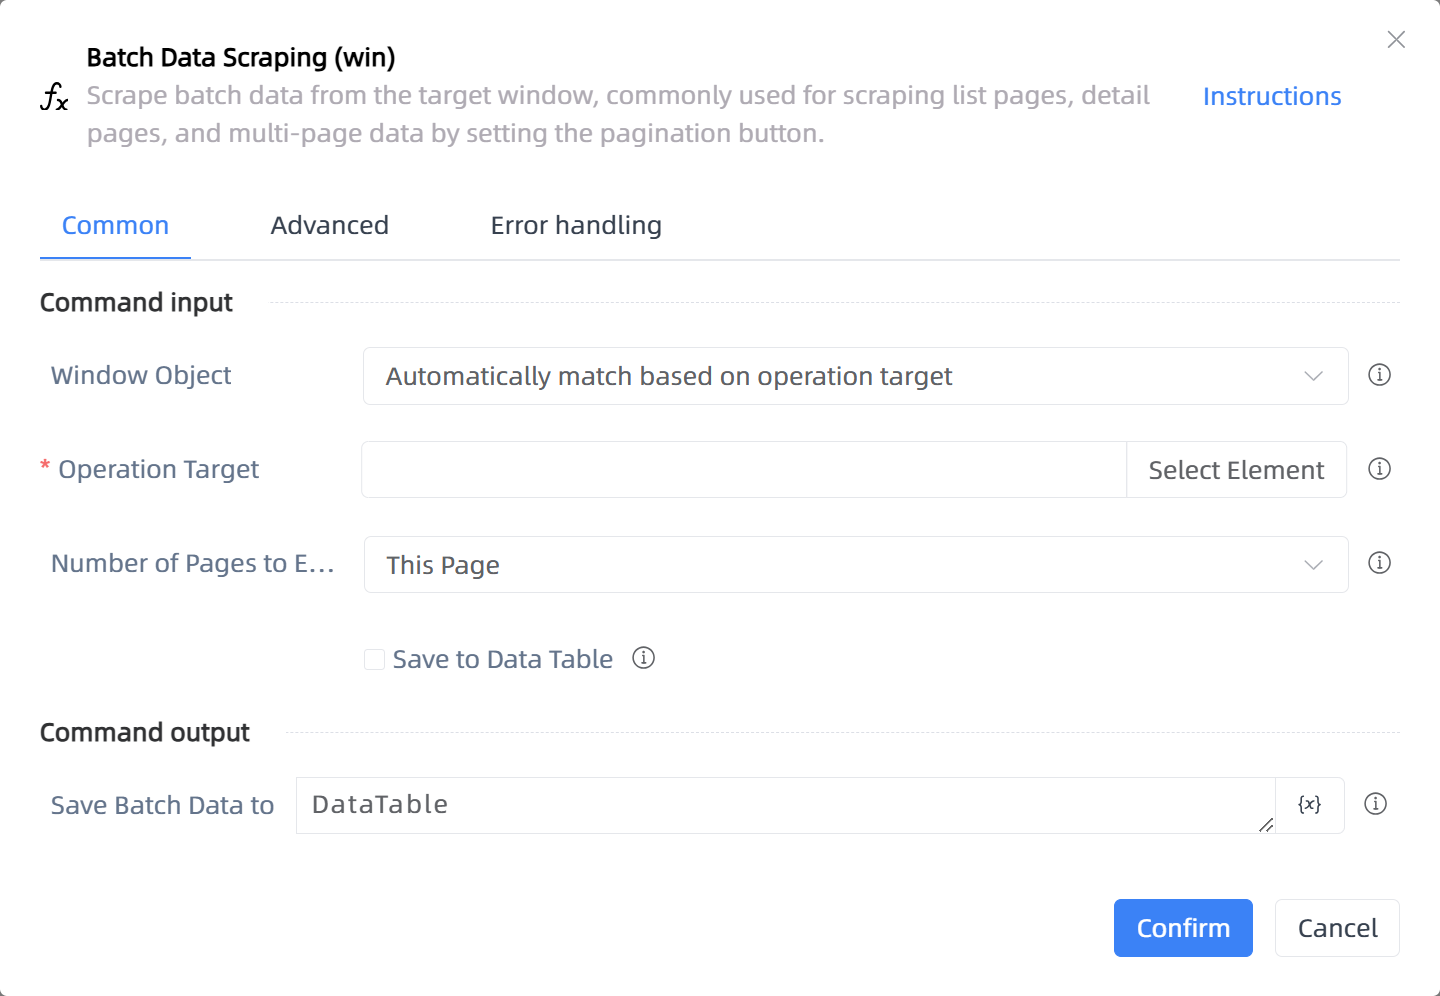 Batch Data Scraping (win)
fx
Scrape batch data from the target window, commonly used for scraping list pages, detail
pages, and multi-page data by setting the pagination button.
Instructions
Common
Advanced
Error handling
Command input
Window Object
Automatically match based on operation target
* Operation Target
Select Element
Number of Pages to E...
This Page
Save to Data Table
Command output
Save Batch Data to
DataTable
{x}
Confirm
Cancel